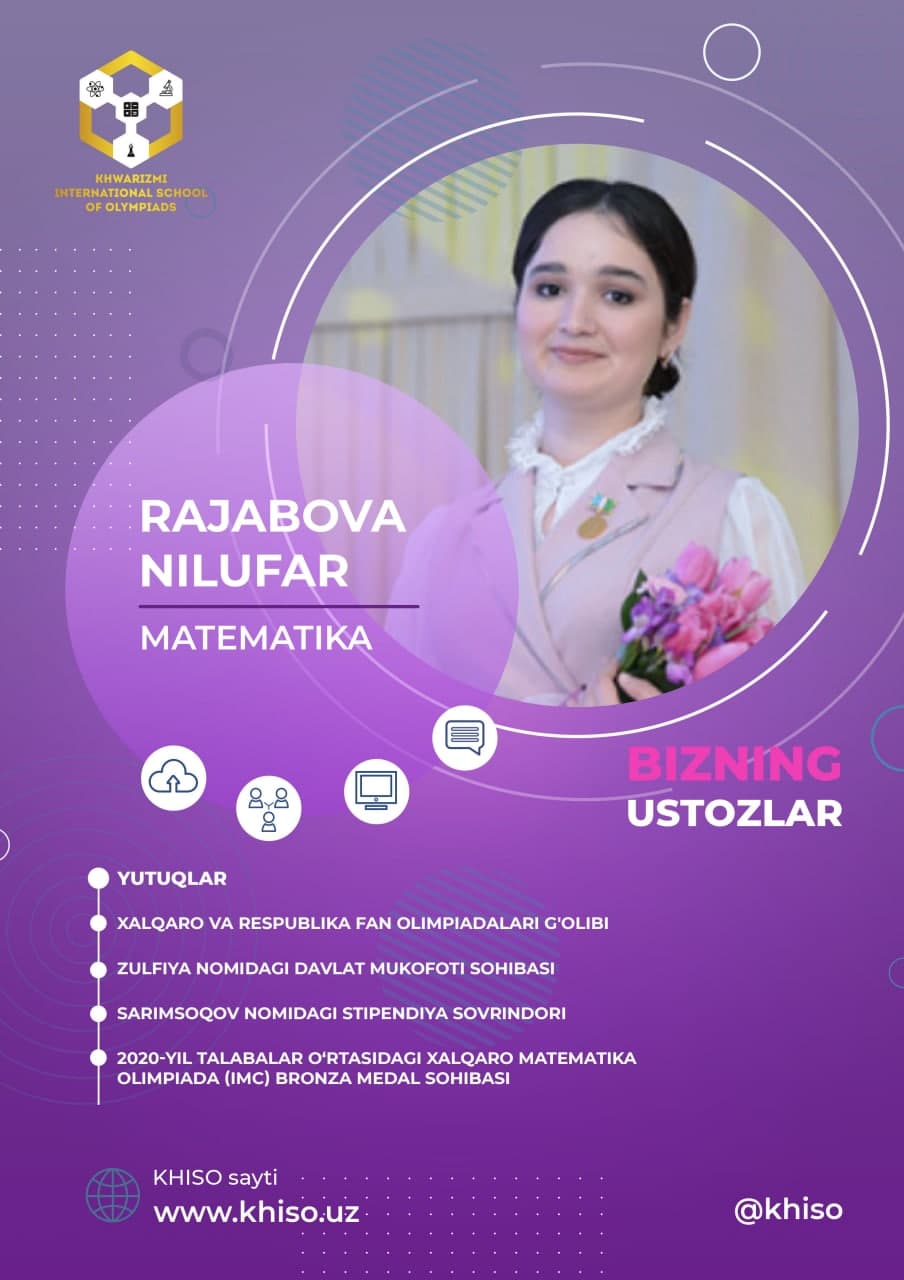 KHWARIZMI
INTERNATIONAL SCHOOL
OF OLYMPIADS
RAJABOVA
NILUFAR
MATEMATIKA
BIZNING
USTOZLAR
YUTUQLAR
XALQARO VA RESPUBLIKA FAN OLIMPIADALARI G'OLIBI
ZULFIYA NOMIDAGI DAVLAT MUKOFOTI SOHIBASI
SARIMSOQOV NOMIDAGI STIPENDIYA SOVRINDORI
2020-YIL TALABALAR O‘RTASIDAGI XALQARO MATEMATIKA
OLIMPIADA (IMC) BRONZA MEDAL SOHIBASI
KHISO sayti
www.khiso.uz
@khiso